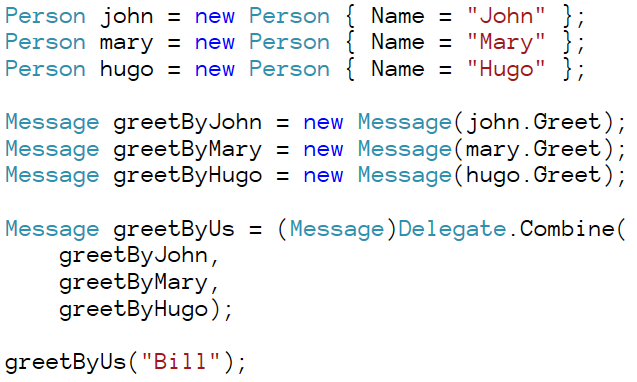 Person john = new Person { Name = "John" };
Person mary = new Person { Name = "Mary" };
Person hugo = new Person { Name = "Hugo" };

Message greetByJohn = new Message(john.Greet);
Message greetByMary = new Message(mary.Greet);
Message greetByHugo = new Message(hugo.Greet);

Message greetByUs = (Message)Delegate.Combine(
    greetByJohn,
    greetByMary,
    greetByHugo);

greetByUs("Bill");